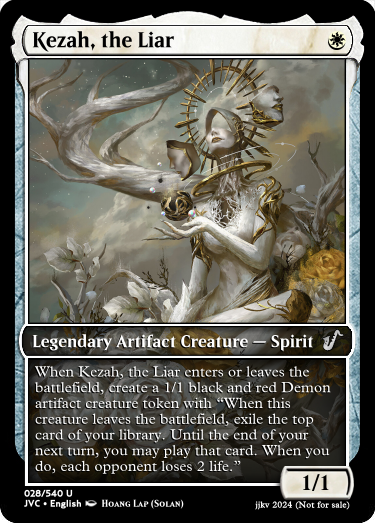 Kezah, the Liar
Legendary Artifact Creature — Spirit
When Kezah, the Liar enters or leaves the
battlefield, create a 1/1 black and red Demon
artifact creature token with “When this
creature leaves the battlefield, exile the top
card of your library. Until the end of your
next turn, you may play that card. When you
do, each opponent loses 2 life.”
1/1
028/540 U
JVC • English Hoang Lap (Solan)
jjkv 2024 (Not for sale)